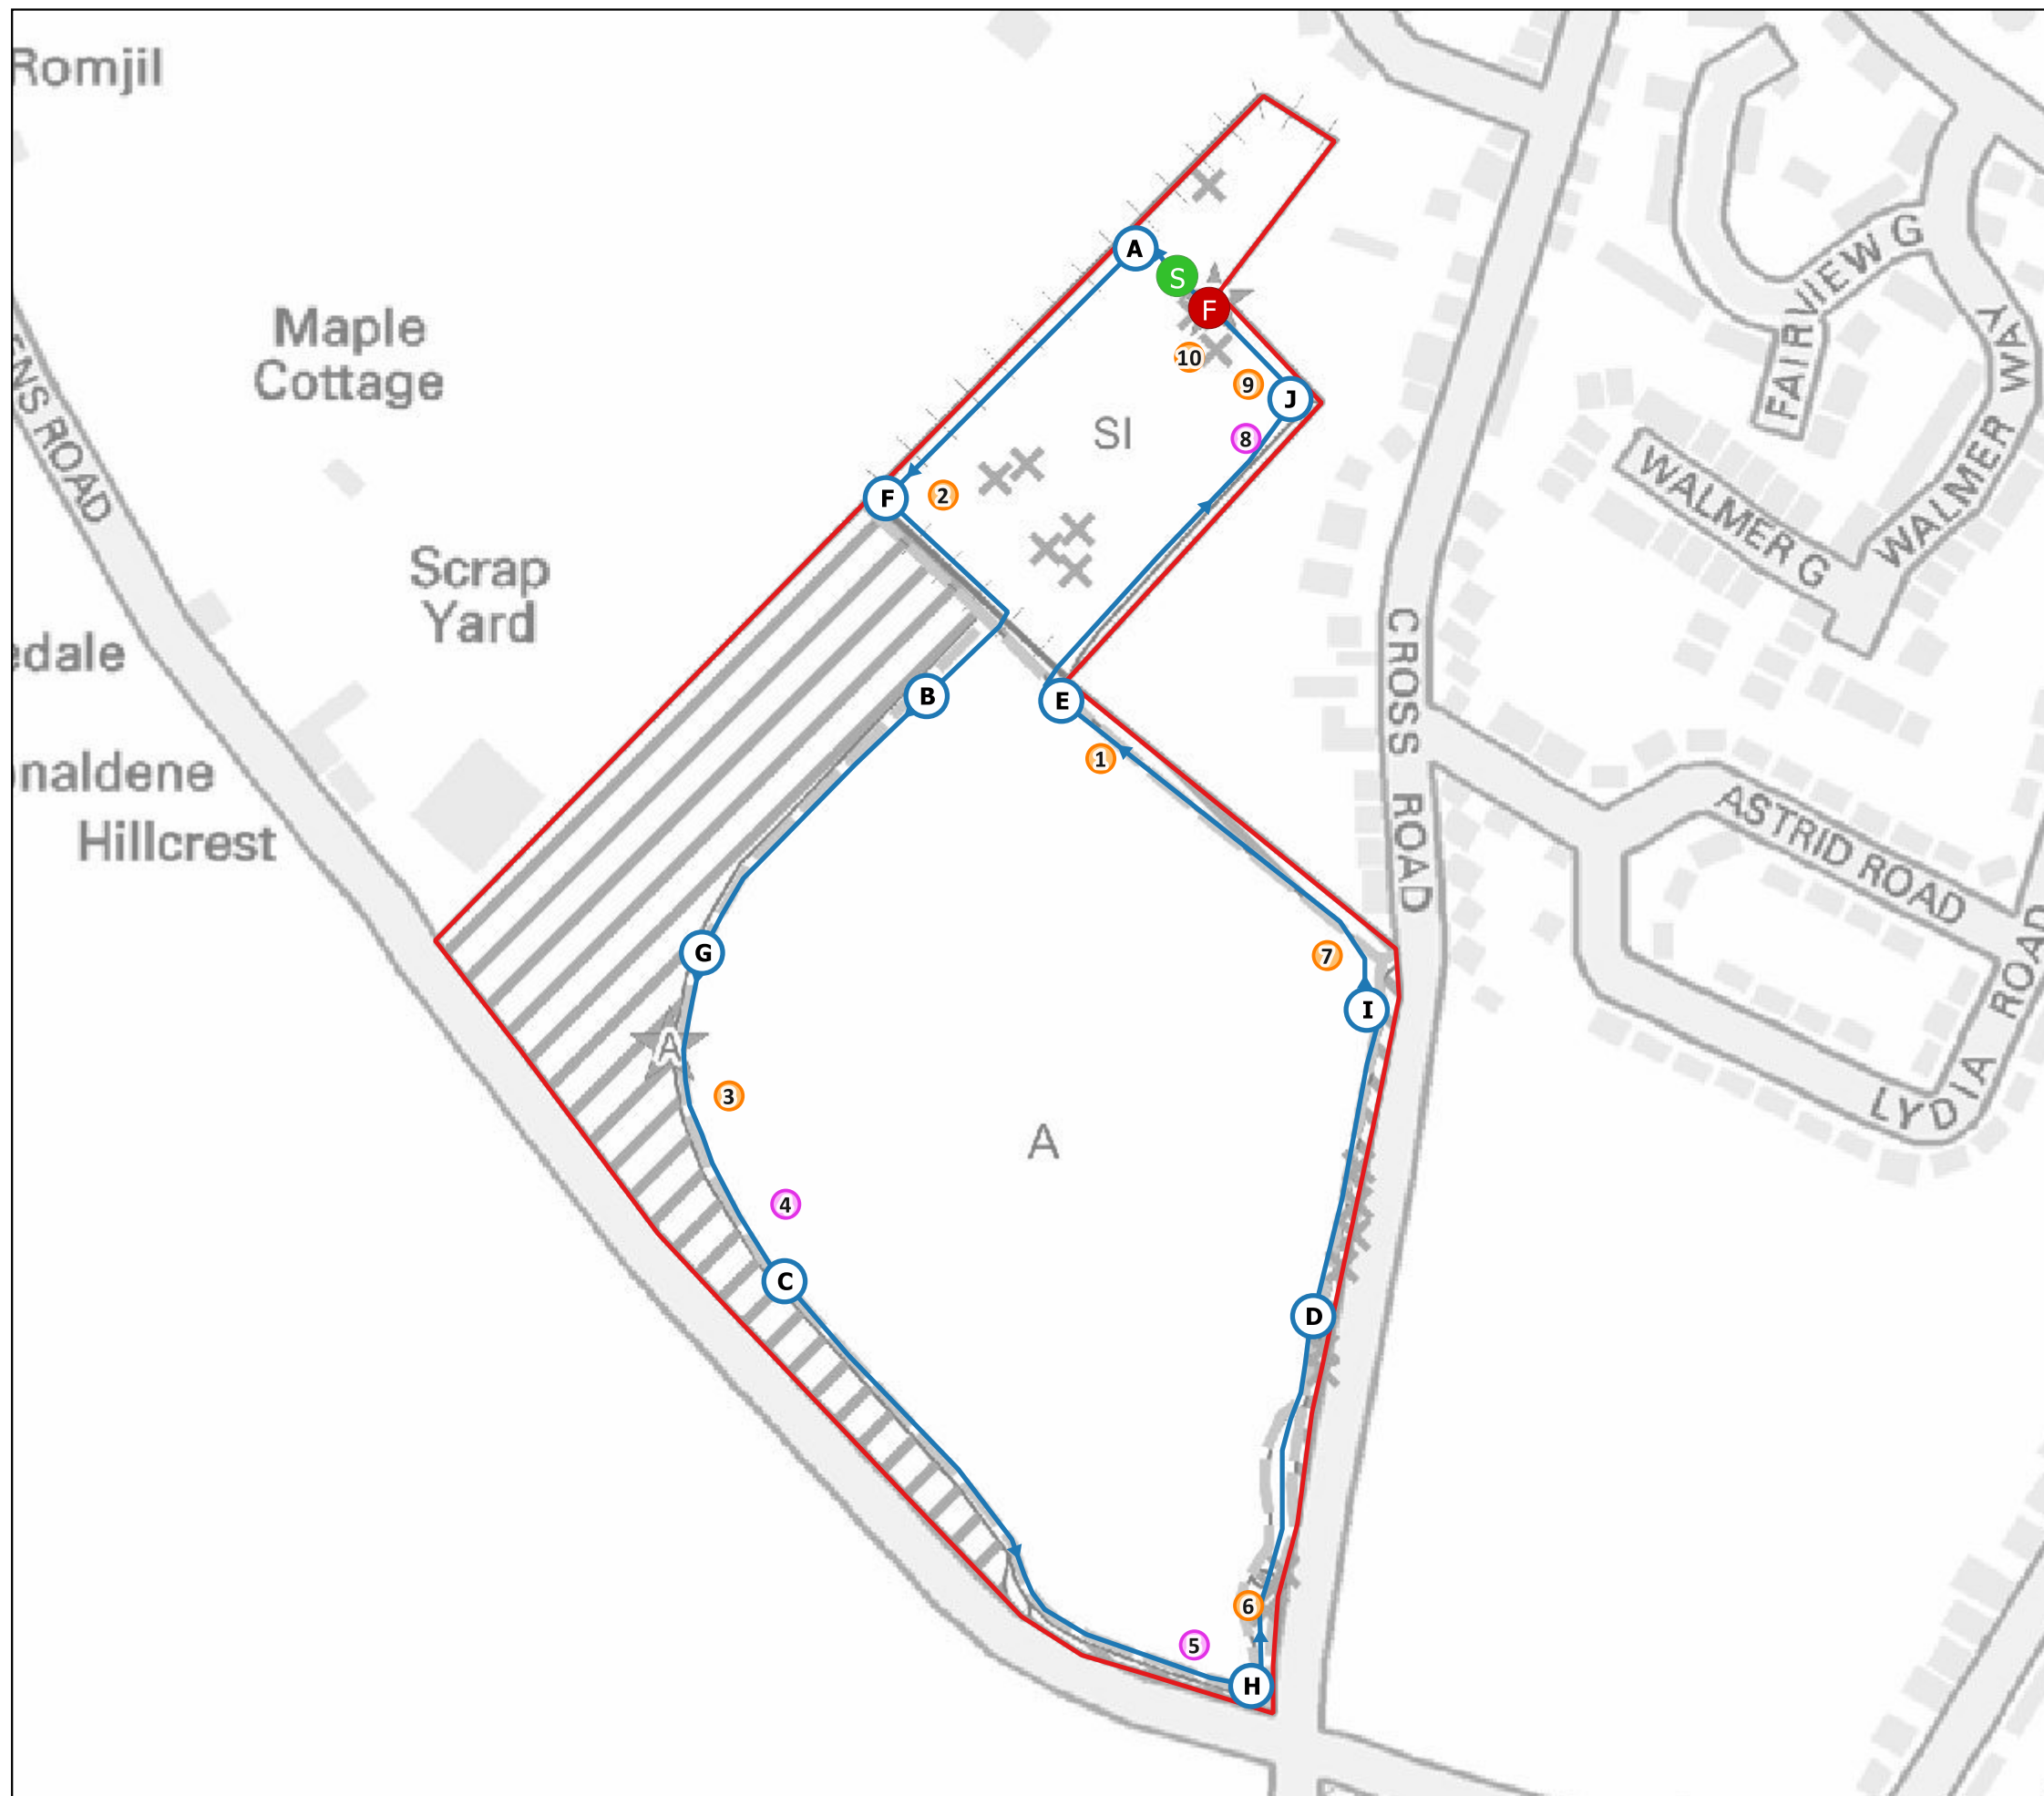 Romjil
A
S
F
Maple
Cottage
10
9
J
8
SI
F
2
Scrap
Yard
edale
B
E
1
Hillcrest
G
7
I
A
3
A
4
C
D
6
5
H
FAIRVIEW G
WALMER WAY
WALMER G
CROSS ROAD
ASTRID ROAD
LYDIA ROAD
ENS ROAD
naldene